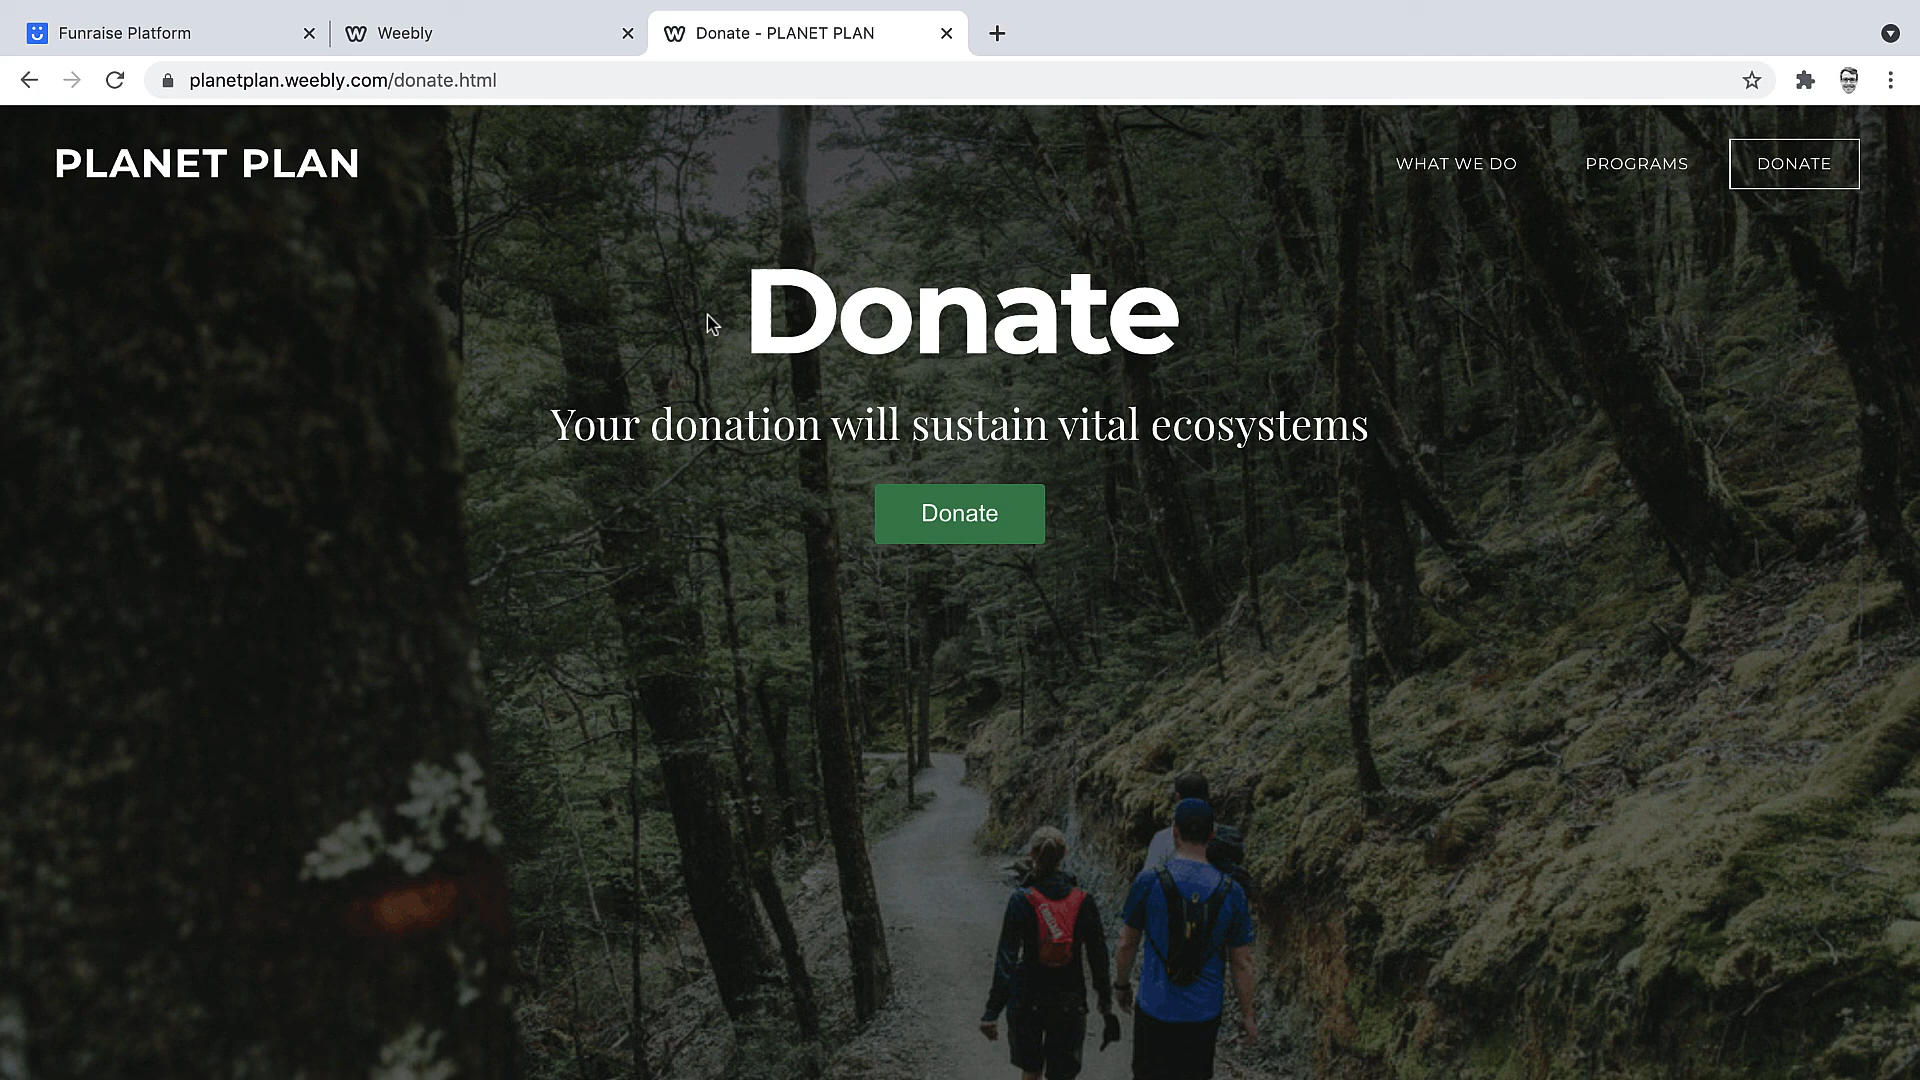 Funraise Platform
Weebly
Donate - PLANET PLAN
planetplan.weebly.com/donate.html
PLANET PLAN
WHAT WE DO
PROGRAMS
DONATE
Donate
Your donation will sustain vital ecosystems
Donate